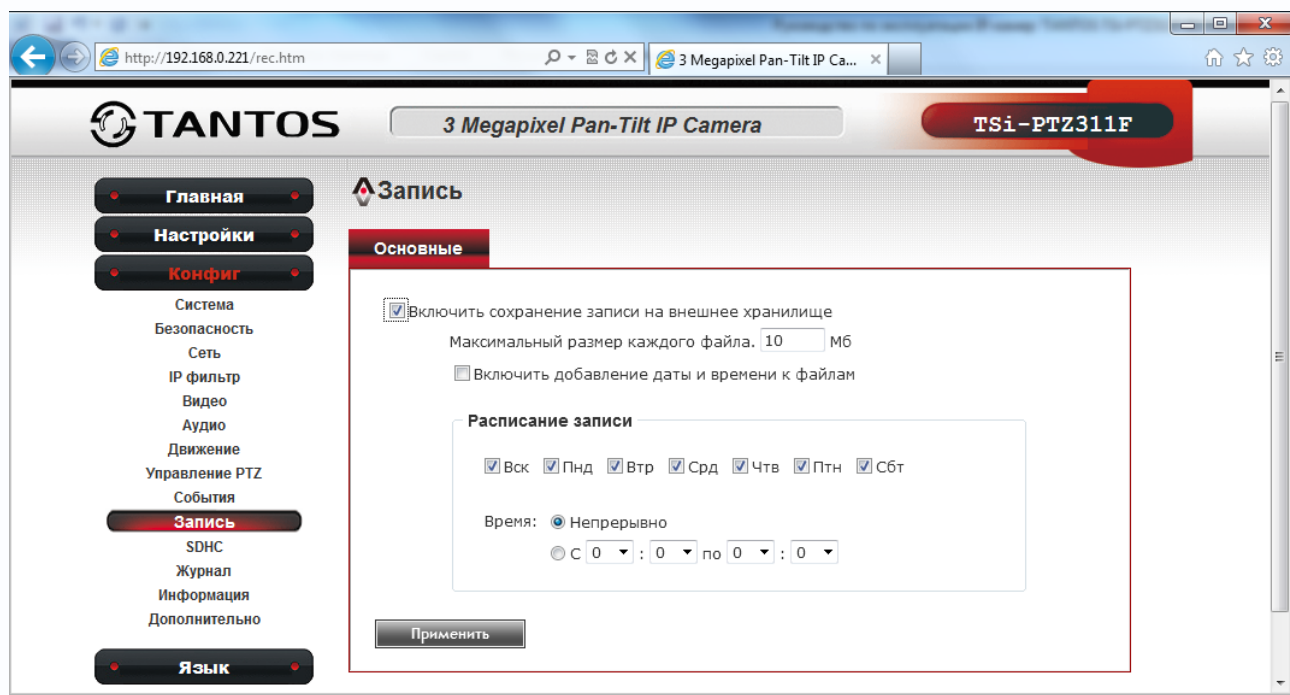 http://192.168.0.221/rec.htm
3 Megapixel Pan-Tilt IP Ca...
TANTOS
3 Megapixel Pan-Tilt IP Camera
TSi-PTZ311F
Главная
Настройки
Конфиг
Система
Безопасность
Сеть
IP фильтр
Видео
Аудио
Движение
Управление PTZ
События
Запись
SDHC
Журнал
Информация
Дополнительно
Язык
Запись
Основные
Включить сохранение записи на внешнее хранилище
Максимальный размер каждого файла. 10 Мб
Включить добавление даты и времени к файлам
Расписание записи
Вск Пнд Втр Срд Чтв Птн Сбт
Время: Непрерывно
С 0 : 0 по 0 : 0
Применить